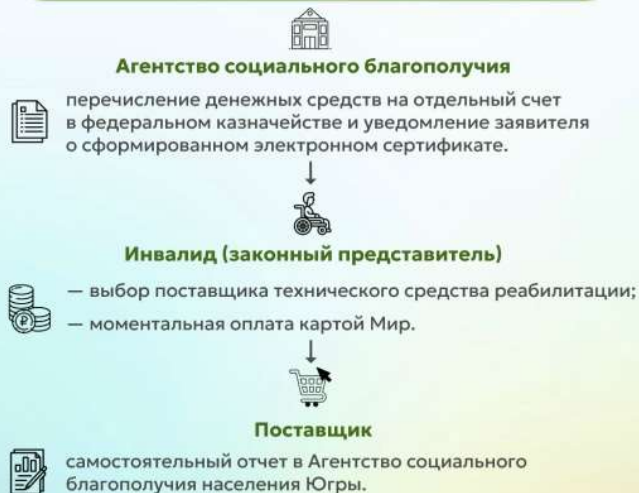 Агентство социального благополучия
перечисление денежных средств на отдельный счет
в федеральном казначействе и уведомление заявителя
о сформированном электронном сертификате.
Инвалид (законный представитель)
— выбор поставщика технического средства реабилитации;
— моментальная оплата картой Мир.
Поставщик
самостоятельный отчет в Агентство социального
благополучия населения Югры.